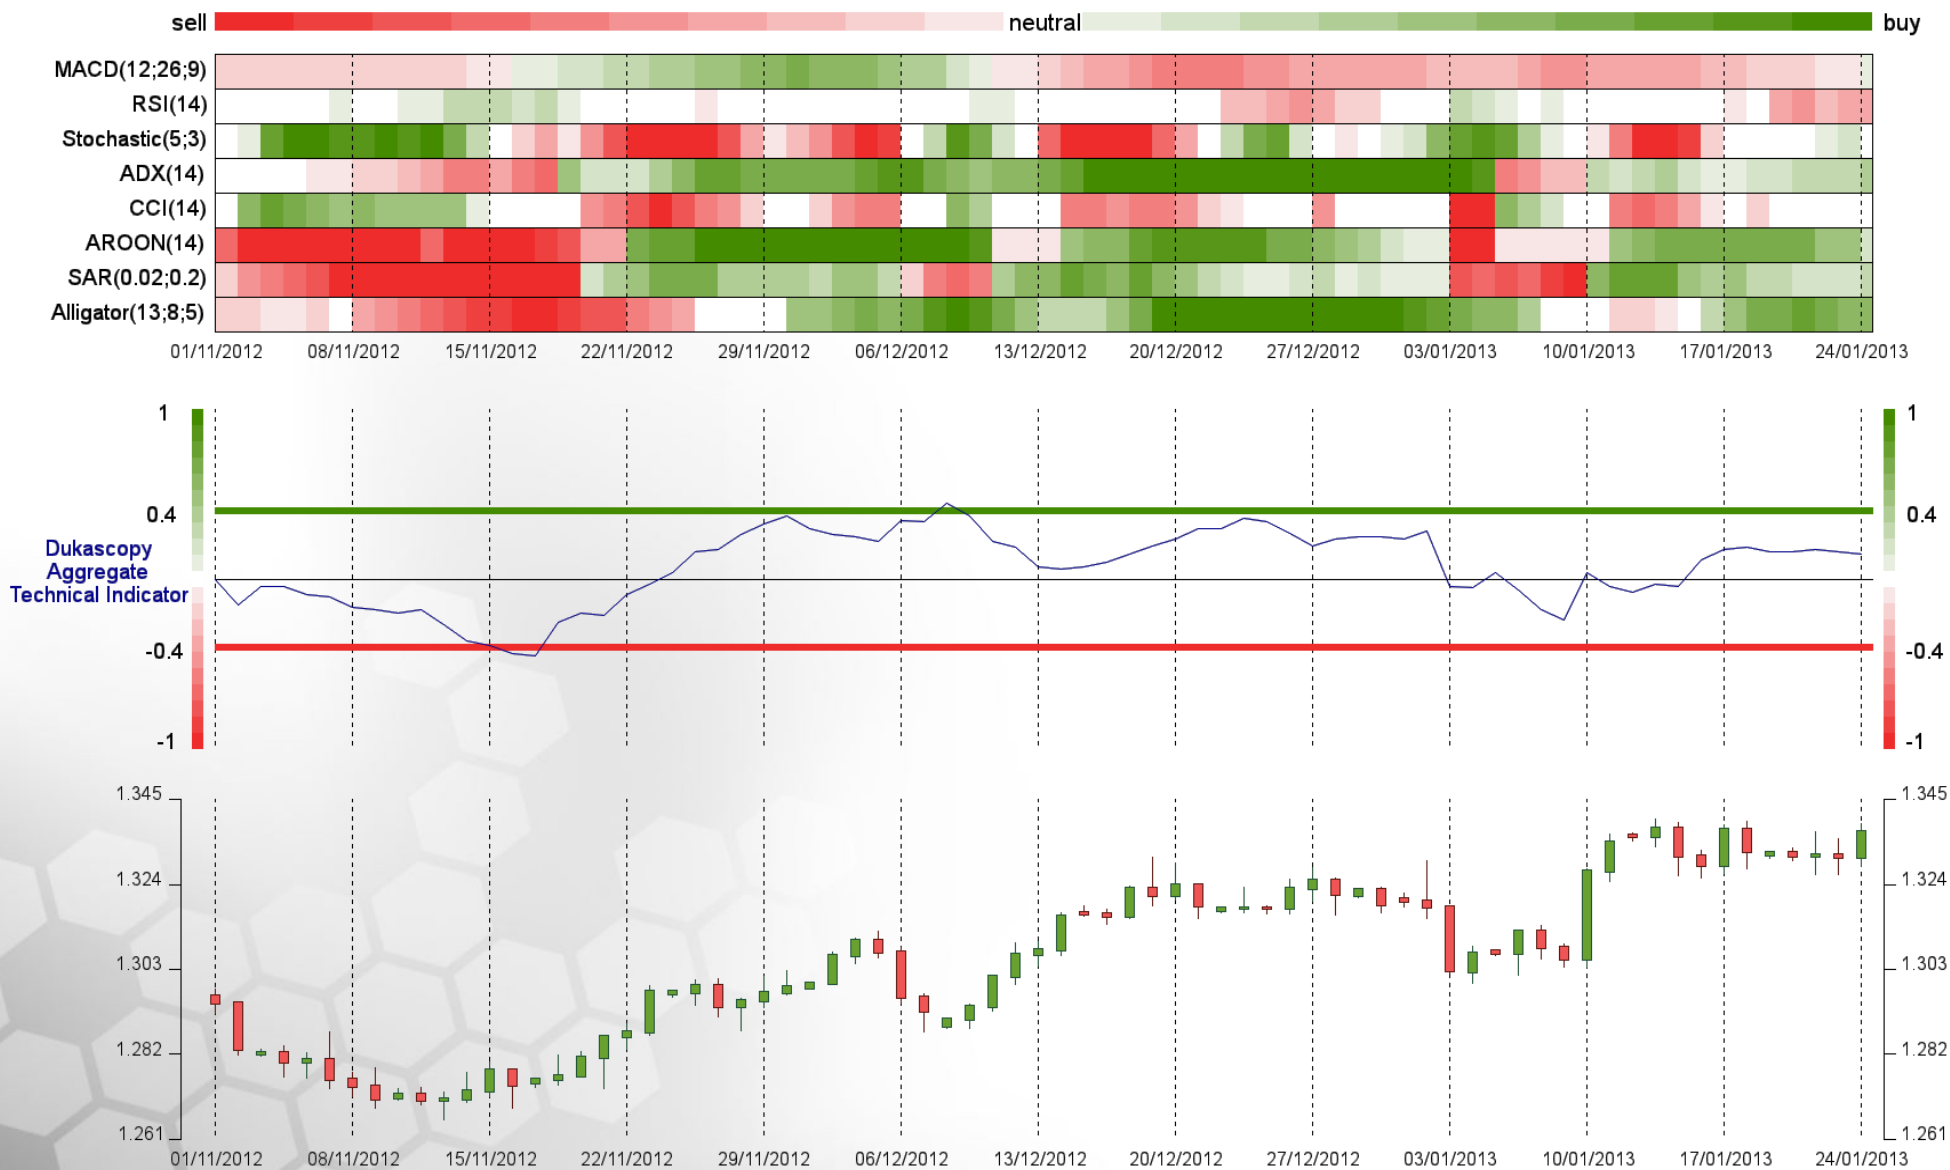 sell neutral buy
MACD(12;26;9)
RSI(14)
Stochastic(5;3)
ADX(14)
CCI(14)
AROON(14)
SAR(0.02;0.2)
Alligator(13;8;5)
01/11/2012 08/11/2012 15/11/2012 22/11/2012 29/11/2012 06/12/2012 13/12/2012 20/12/2012 27/12/2012 03/01/2013 10/01/2013 17/01/2013 24/01/2013
1 1
0.4 0.4
Dukascopy
Aggregate
Technical Indicator
-0.4 -0.4
-1 -1
1.345 1.345
1.324 1.324
1.303 1.303
1.282 1.282
1.261 1.261
01/11/2012 08/11/2012 15/11/2012 22/11/2012 29/11/2012 06/12/2012 13/12/2012 20/12/2012 27/12/2012 03/01/2013 10/01/2013 17/01/2013 24/01/2013